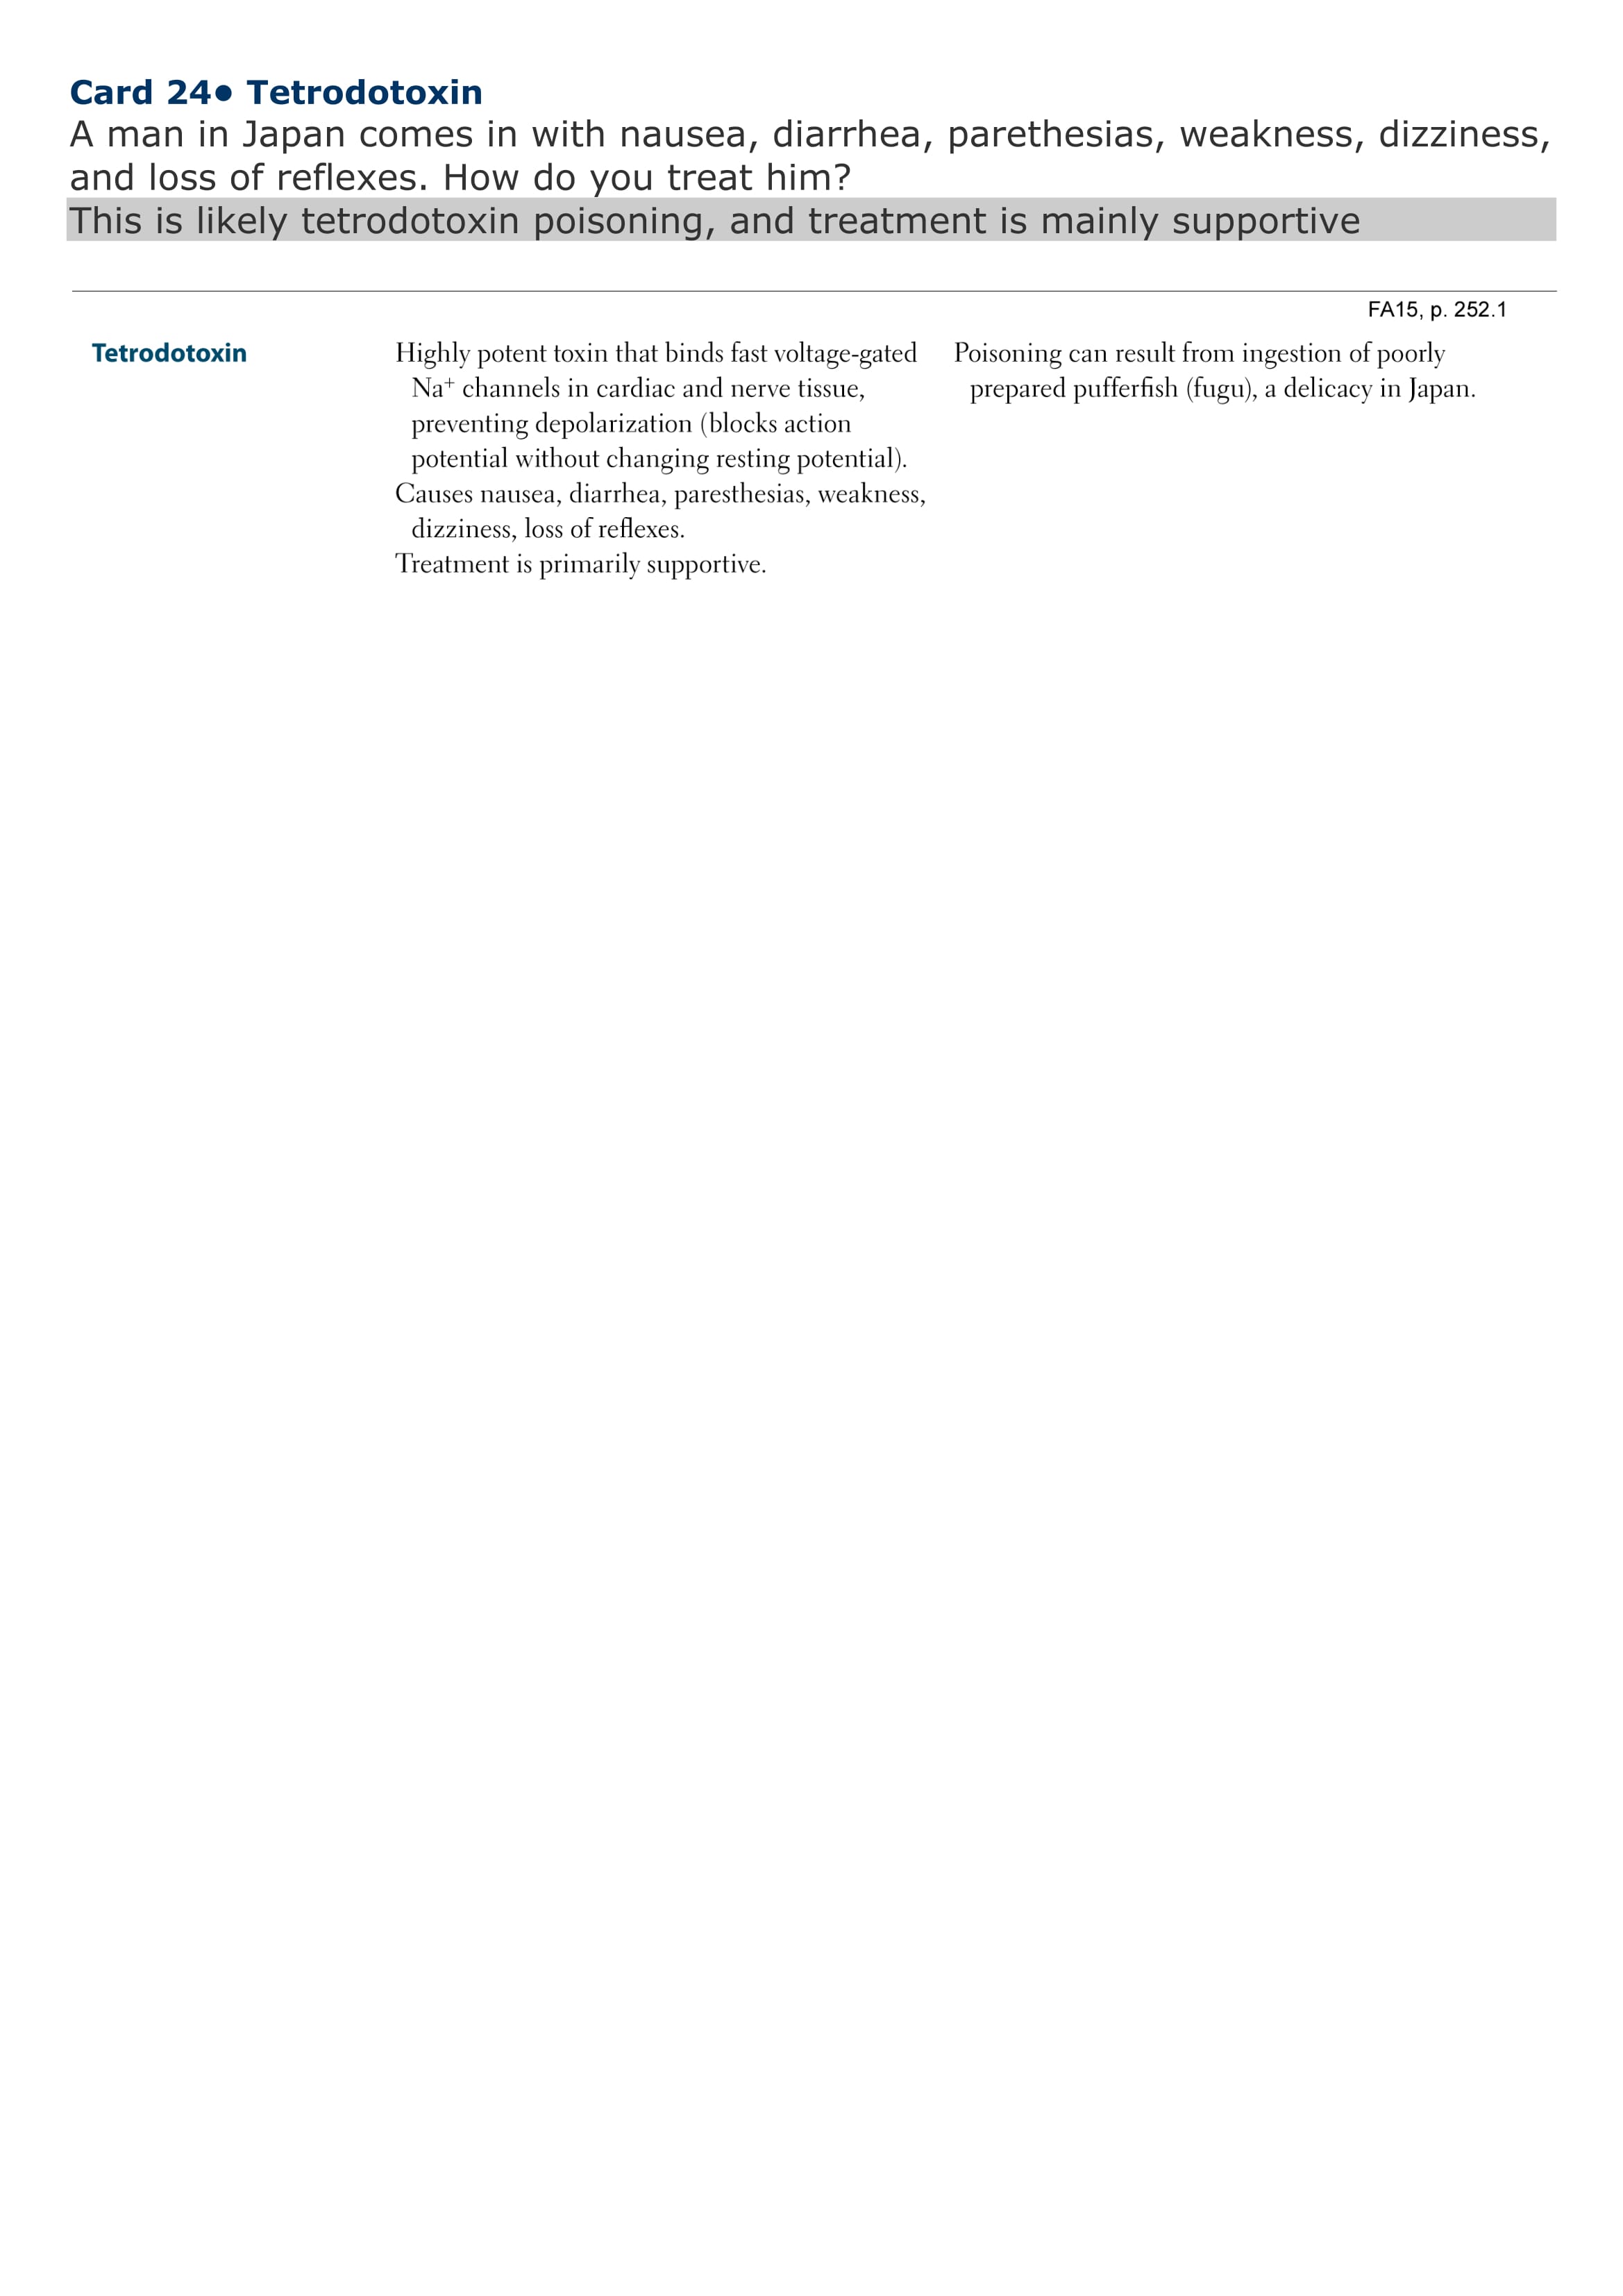 Card 24● Tetrodotoxin
A man in Japan comes in with nausea, diarrhea, parethesias, weakness, dizziness,
and loss of reflexes. How do you treat him?
This is likely tetrodotoxin poisoning, and treatment is mainly supportive
FA15, p. 252.1
Tetrodotoxin
Highly potent toxin that binds fast voltage-gated
Na⁺ channels in cardiac and nerve tissue,
preventing depolarization (blocks action
potential without changing resting potential).
Causes nausea, diarrhea, paresthesias, weakness,
dizziness, loss of reflexes.
Treatment is primarily supportive.
Poisoning can result from ingestion of poorly
prepared pufferfish (fugu), a delicacy in Japan.